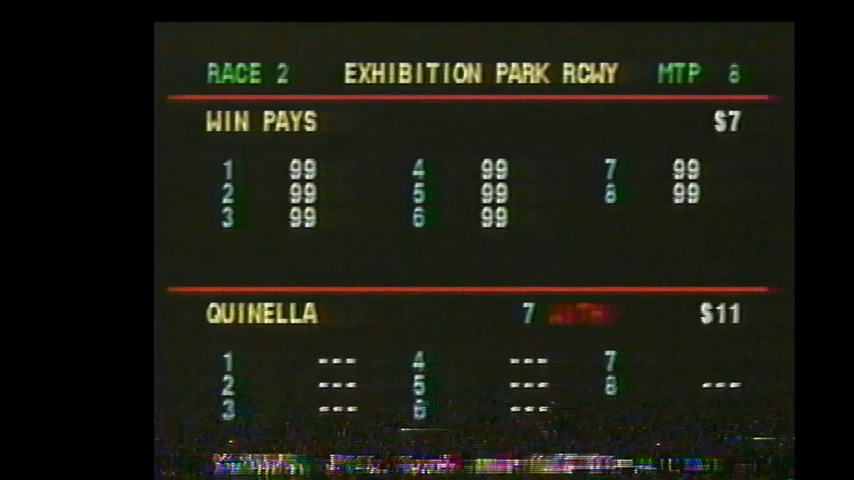 RACE 2 EXHIBITION PARK RCWY MTP 8
WIN PAYS $7
1 99 4 99 7 99
2 99 5 99 8 99
3 99 6 99
QUINELLA 7 WITH $11
1 --- 4 --- 7
2 --- 5 --- 8 ---
3 --- 6 ---